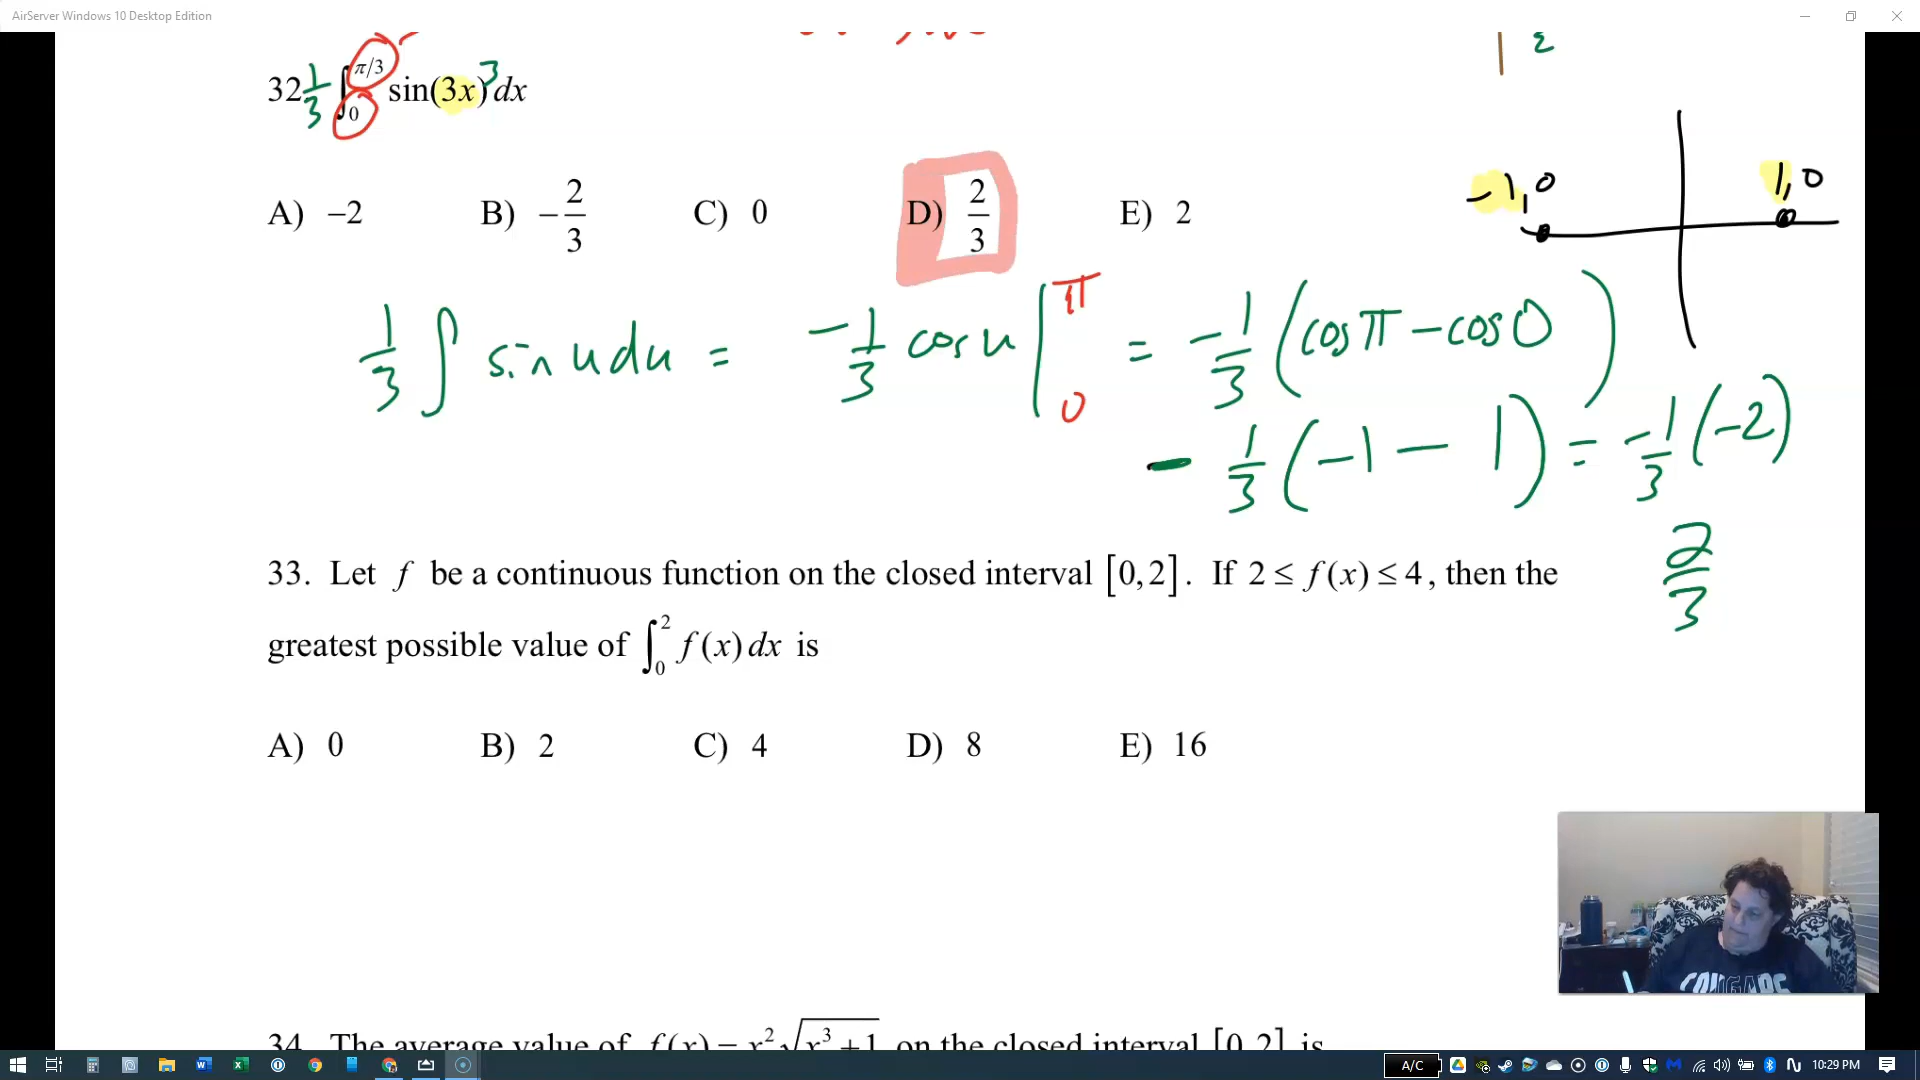 AirServer Windows 10 Desktop Edition
2
32 1/3 ∫₀^{π/3} sin(3x) 3 dx
-1, 0
1, 0
A) −2 B) −2/3 C) 0 D) 2/3 E) 2
1/3 ∫ sin u du = -1/3 cos u |₀^π = -1/3 (cos π - cos 0)
- 1/3 (-1 - 1) = -1/3 (-2)
2/3
33. Let f be a continuous function on the closed interval [0,2]. If 2 ≤ f(x) ≤ 4, then the
greatest possible value of ∫₀² f(x) dx is
A) 0 B) 2 C) 4 D) 8 E) 16
COUGARS
34. The average value of f(x) = x²√(x³+1) on the closed interval [0,2] is
A/C
10:29 PM